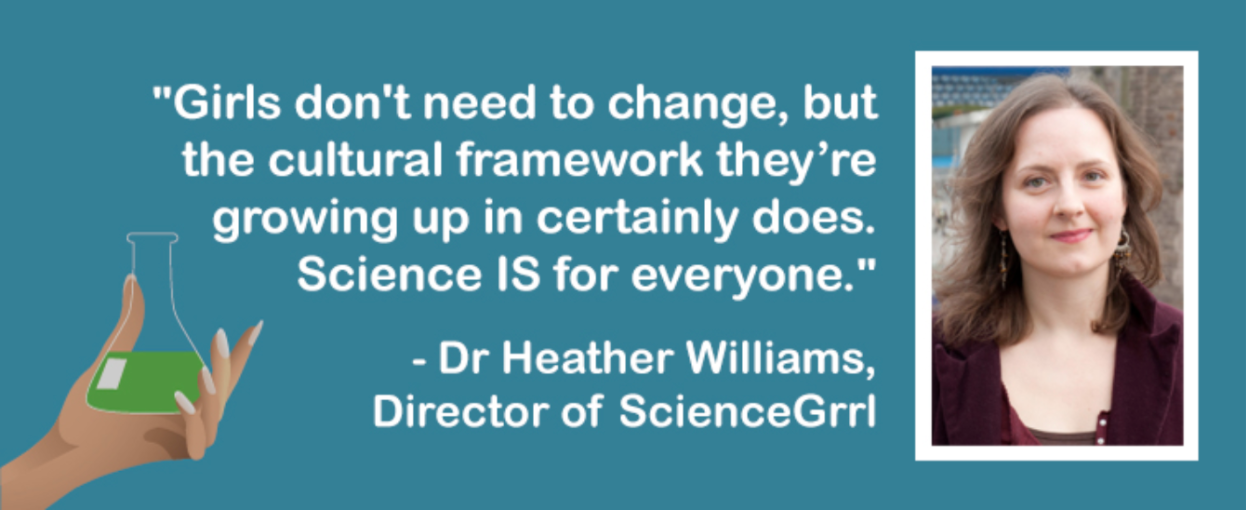 "Girls don't need to change, but
the cultural framework they’re
growing up in certainly does.
Science IS for everyone."
- Dr Heather Williams,
Director of ScienceGrrl